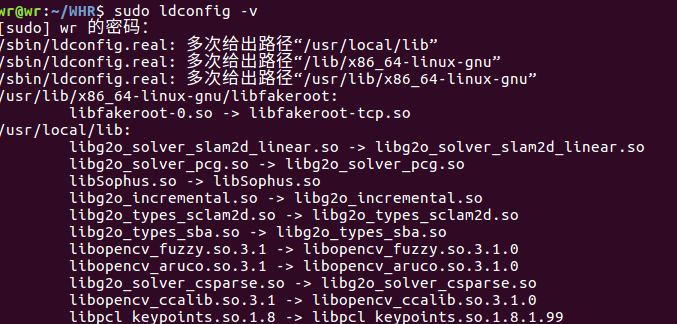 wr@wr:~/WHR$ sudo ldconfig -v
[sudo] wr 的密码：
/sbin/ldconfig.real: 多次给出路径“/usr/local/lib”
/sbin/ldconfig.real: 多次给出路径“/lib/x86_64-linux-gnu”
/sbin/ldconfig.real: 多次给出路径“/usr/lib/x86_64-linux-gnu”
/usr/lib/x86_64-linux-gnu/libfakeroot:
libfakeroot-0.so -> libfakeroot-tcp.so
/usr/local/lib:
libg2o_solver_slam2d_linear.so -> libg2o_solver_slam2d_linear.so
libg2o_solver_pcg.so -> libg2o_solver_pcg.so
libSophus.so -> libSophus.so
libg2o_incremental.so -> libg2o_incremental.so
libg2o_types_sclam2d.so -> libg2o_types_sclam2d.so
libg2o_types_sba.so -> libg2o_types_sba.so
libopencv_fuzzy.so.3.1 -> libopencv_fuzzy.so.3.1.0
libopencv_aruco.so.3.1 -> libopencv_aruco.so.3.1.0
libg2o_solver_csparse.so -> libg2o_solver_csparse.so
libopencv_ccalib.so.3.1 -> libopencv_ccalib.so.3.1.0
libpcl_keypoints.so.1.8 -> libpcl_keypoints.so.1.8.1.99